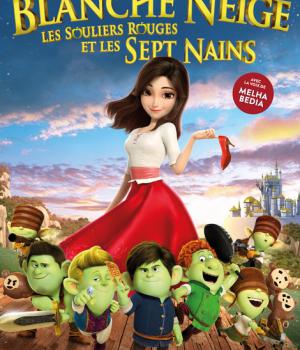 BLANCHE NEIGE
LES SOULIERS ROUGES
ET LES SEPT NAINS
AVEC
LA VOIX DE
MELHA
BEDIA